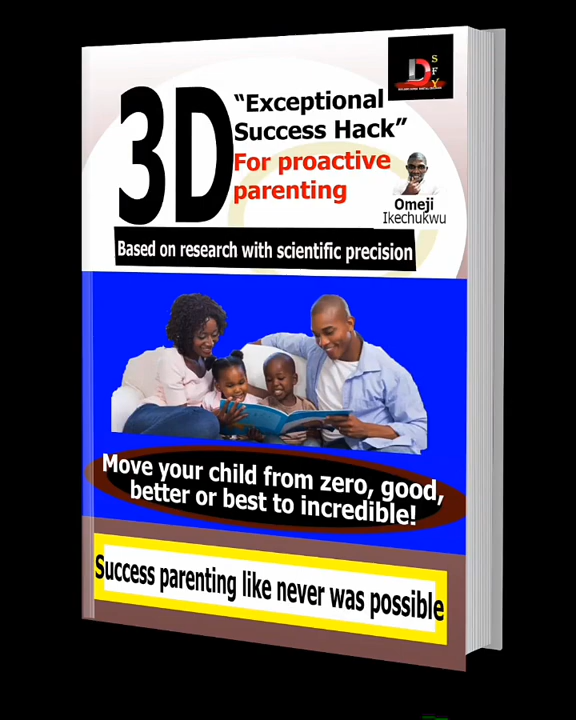 3D
"Exceptional
Success Hack"
For proactive
parenting
D
S
F
Y
Omeji
Ikechukwu
Based on research with scientific precision
Move your child from zero, good,
better or best to incredible!
Success parenting like never was possible